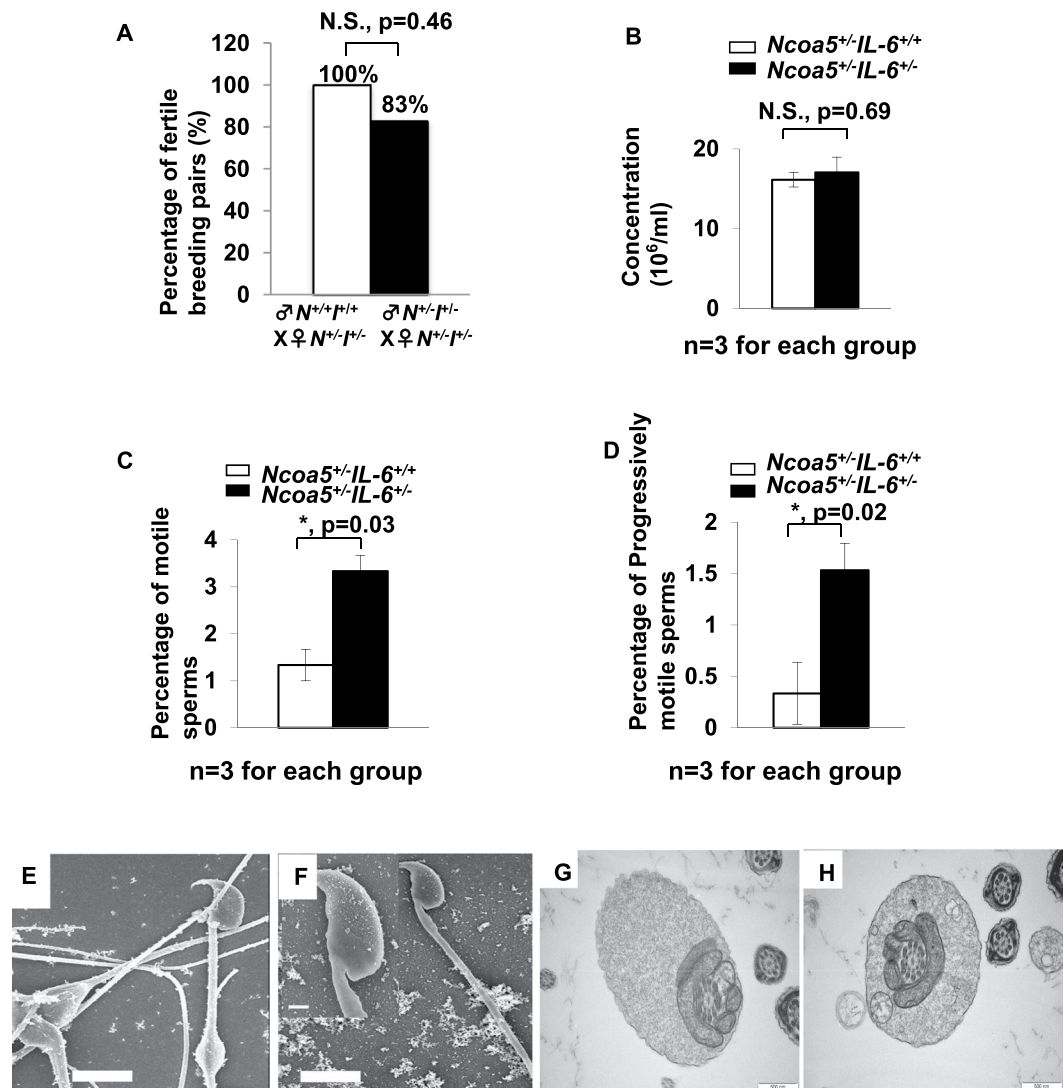 A
N.S., p=0.46
120
100
80
60
40
20
0
100%
83%
Percentage of fertile
breeding pairs (%)
♂ N+/+I+/+
X♀ N+/-I+/-
♂ N+/-I+/-
X♀ N+/-I+/-
B
Ncoa5+/-IL-6+/+
Ncoa5+/-IL-6+/-
N.S., p=0.69
20
10
0
Concentration
(10⁶/ml)
n=3 for each group
C
Ncoa5+/-IL-6+/+
Ncoa5+/-IL-6+/-
*, p=0.03
4
3
2
1
0
Percentage of motile
sperms
n=3 for each group
D
Ncoa5+/-IL-6+/+
Ncoa5+/-IL-6+/-
*, p=0.02
2
1.5
1
0.5
0
Percentage of Progressively
motile sperms
n=3 for each group
E
F
G
500 nm
H
500 nm